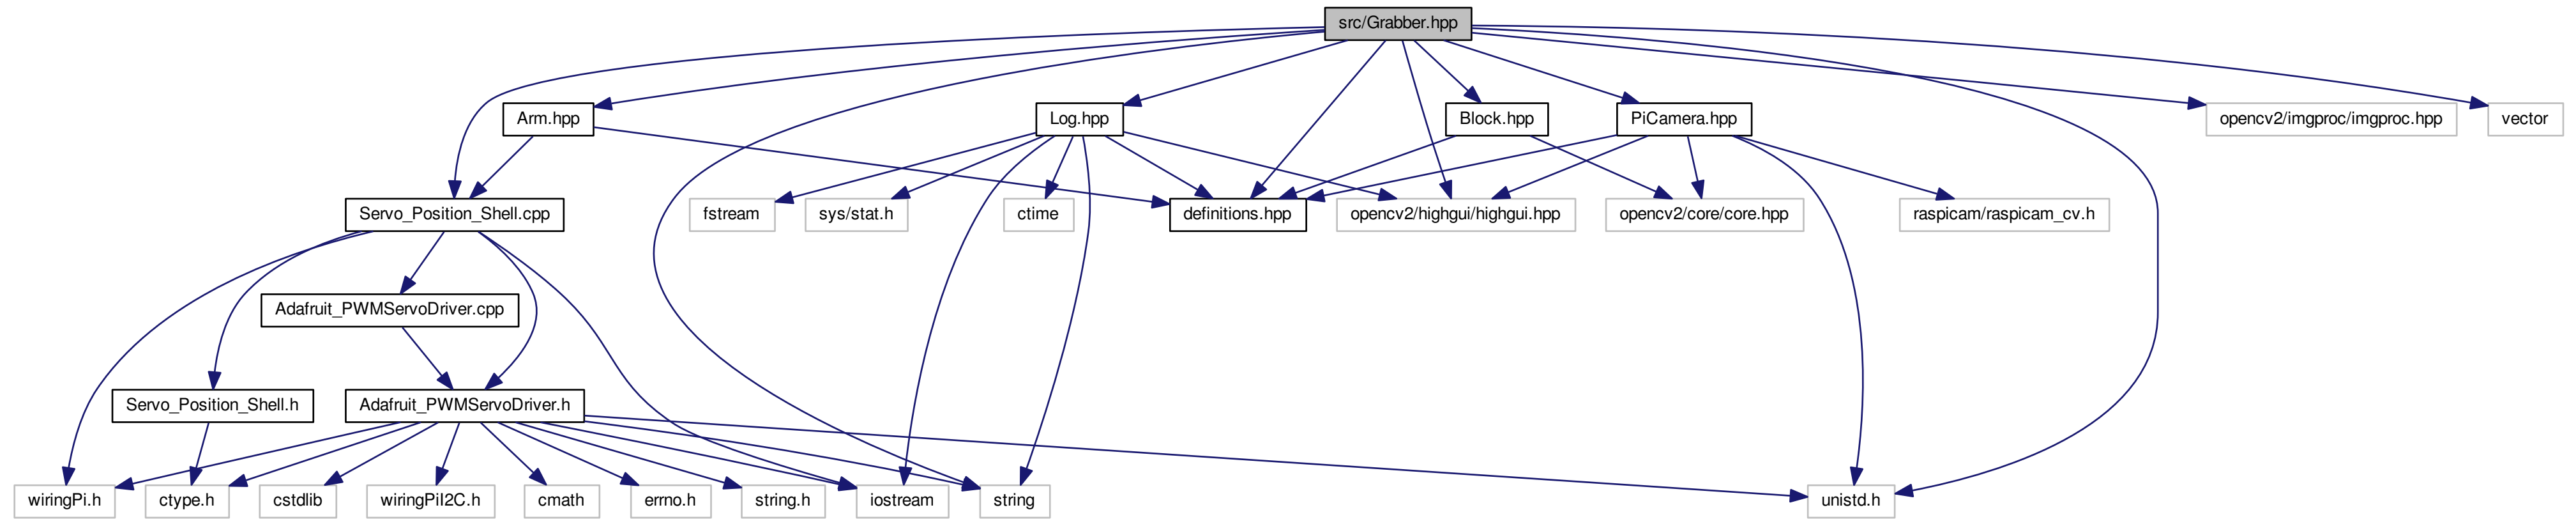 src/Grabber.hpp
Arm.hpp
Log.hpp
Block.hpp
PiCamera.hpp
opencv2/imgproc/imgproc.hpp
vector
Servo_Position_Shell.cpp
fstream
sys/stat.h
ctime
definitions.hpp
opencv2/highgui/highgui.hpp
opencv2/core/core.hpp
raspicam/raspicam_cv.h
Adafruit_PWMServoDriver.cpp
Servo_Position_Shell.h
Adafruit_PWMServoDriver.h
wiringPi.h
ctype.h
cstdlib
wiringPiI2C.h
cmath
errno.h
string.h
iostream
string
unistd.h